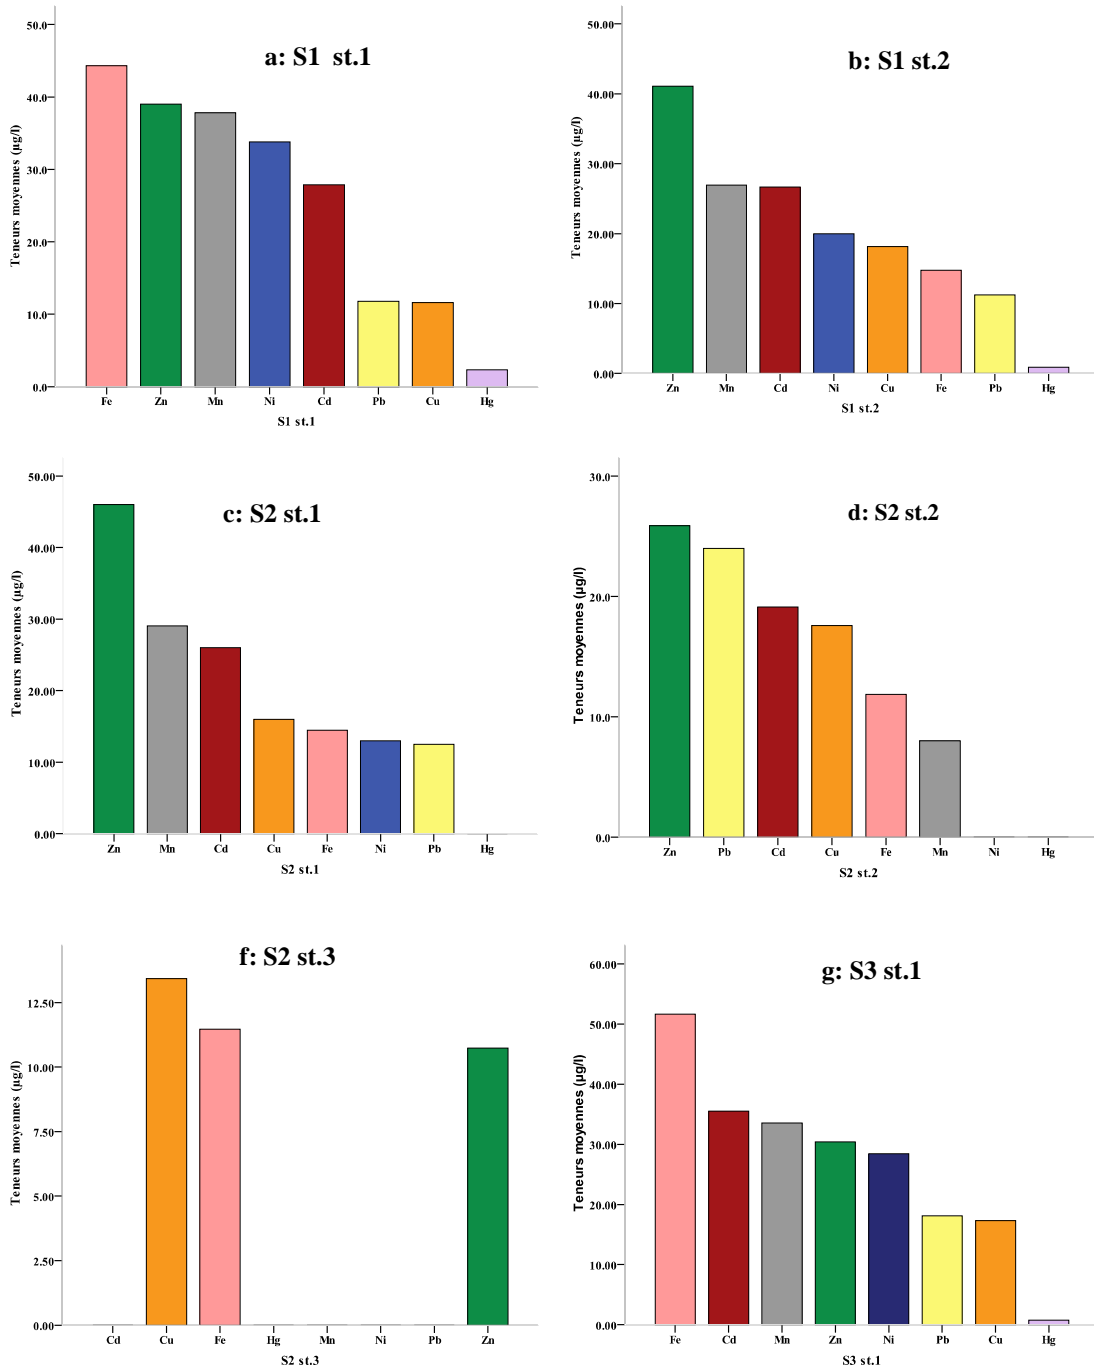 a: S1 st.1
Teneurs moyennes (µg/l)
50.0
40.0
30.0
20.0
10.0
0.0
Fe Zn Mn Ni Cd Pb Cu Hg
S1 st.1
b: S1 st.2
Teneurs moyennes (µg/l)
50.00
40.00
30.00
20.00
10.00
0.00
Zn Mn Cd Ni Cu Fe Pb Hg
S1 st.2
c: S2 st.1
Teneurs moyennes (µg/l)
50.00
40.00
30.00
20.00
10.00
0.00
Zn Mn Cd Cu Fe Ni Pb Hg
S2 st.1
d: S2 st.2
Teneurs moyennes (µg/l)
30.0
20.0
10.0
0.0
Zn Pb Cd Cu Fe Mn Ni Hg
S2 st.2
f: S2 st.3
Teneurs moyennes (µg/l)
12.50
10.00
7.50
5.00
2.50
0.00
Cd Cu Fe Hg Mn Ni Pb Zn
S2 st.3
g: S3 st.1
Teneurs moyennes (µg/l)
60.00
50.00
40.00
30.00
20.00
10.00
0.00
Fe Cd Mn Zn Ni Pb Cu Hg
S3 st.1